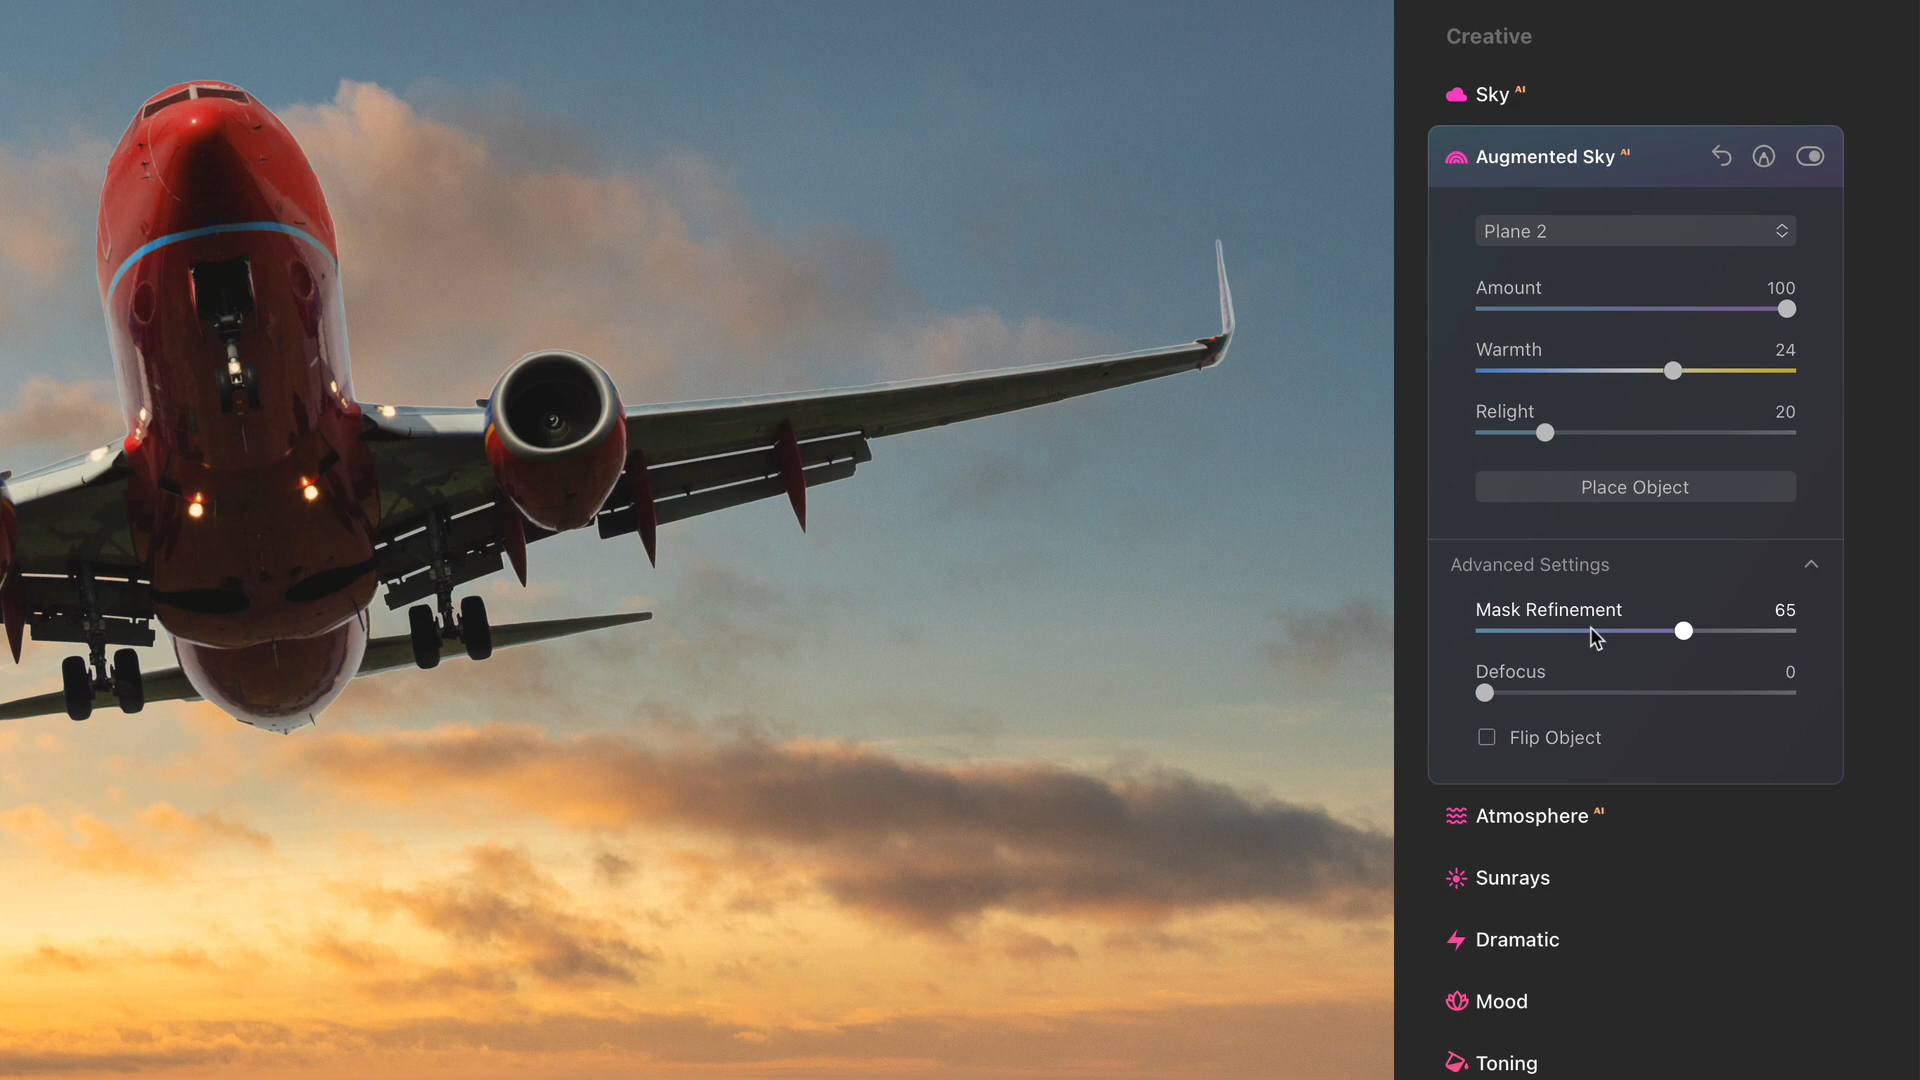 Creative
Sky AI
Augmented Sky AI
Plane 2
Amount 100
Warmth 24
Relight 20
Place Object
Advanced Settings
Mask Refinement 65
Defocus 0
Flip Object
Atmosphere AI
Sunrays
Dramatic
Mood
Toning